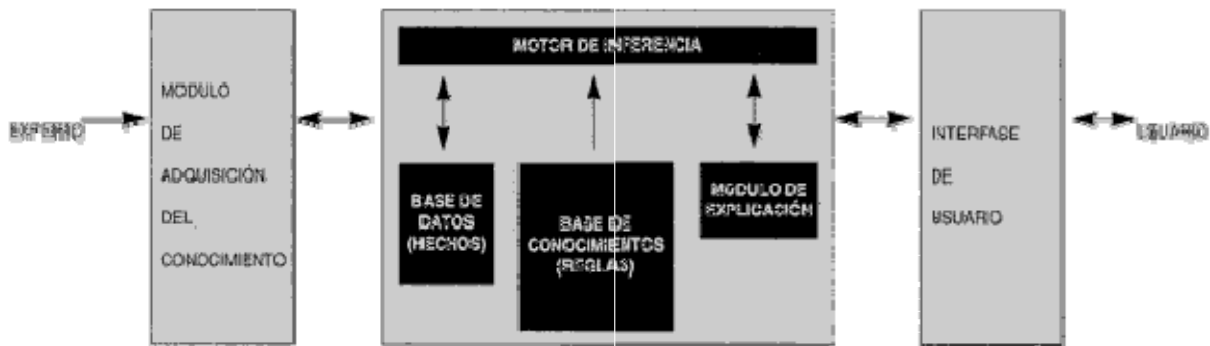 MOTOR DE INFERENCIA
EXPERTO
MODULO
DE
ADQUISICIÓN
DEL
CONOCIMIENTO
BASE DE
DATOS
(HECHOS)
BASE DE
CONOCIMIENTOS
(REGLAS)
MODULO DE
EXPLICACIÓN
INTERFASE
DE
USUARIO
USUARIO